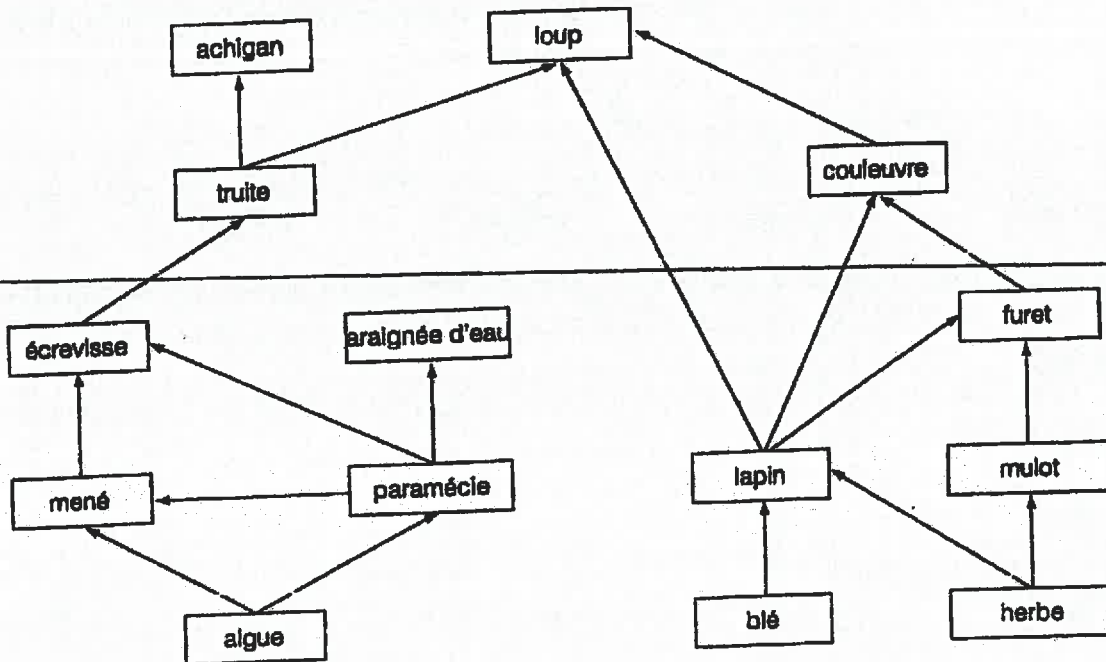 achigan
loup
truite
couleuvre
écrevisse
araignée d'eau
furet
mené
paramécie
lapin
mulot
algue
blé
herbe